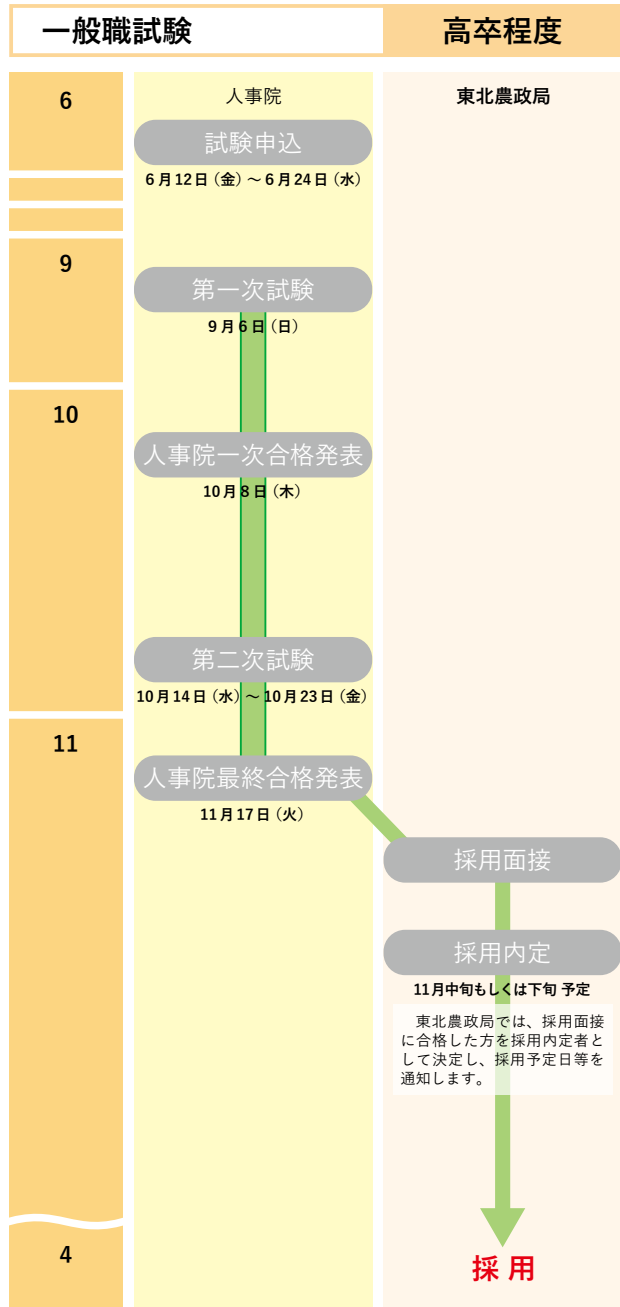 一般職試験
高卒程度
6
人事院
東北農政局
試験申込
6月12日(金)～6月24日(水)
9
第一次試験
9月6日(日)
10
人事院一次合格発表
10月8日(木)
第二次試験
10月14日(水)～10月23日(金)
11
人事院最終合格発表
11月17日(火)
採用面接
採用内定
11月中旬もしくは下旬 予定
東北農政局では、採用面接
に合格した方を採用内定者と
して決定し、採用予定日等を
通知します。
4
採用